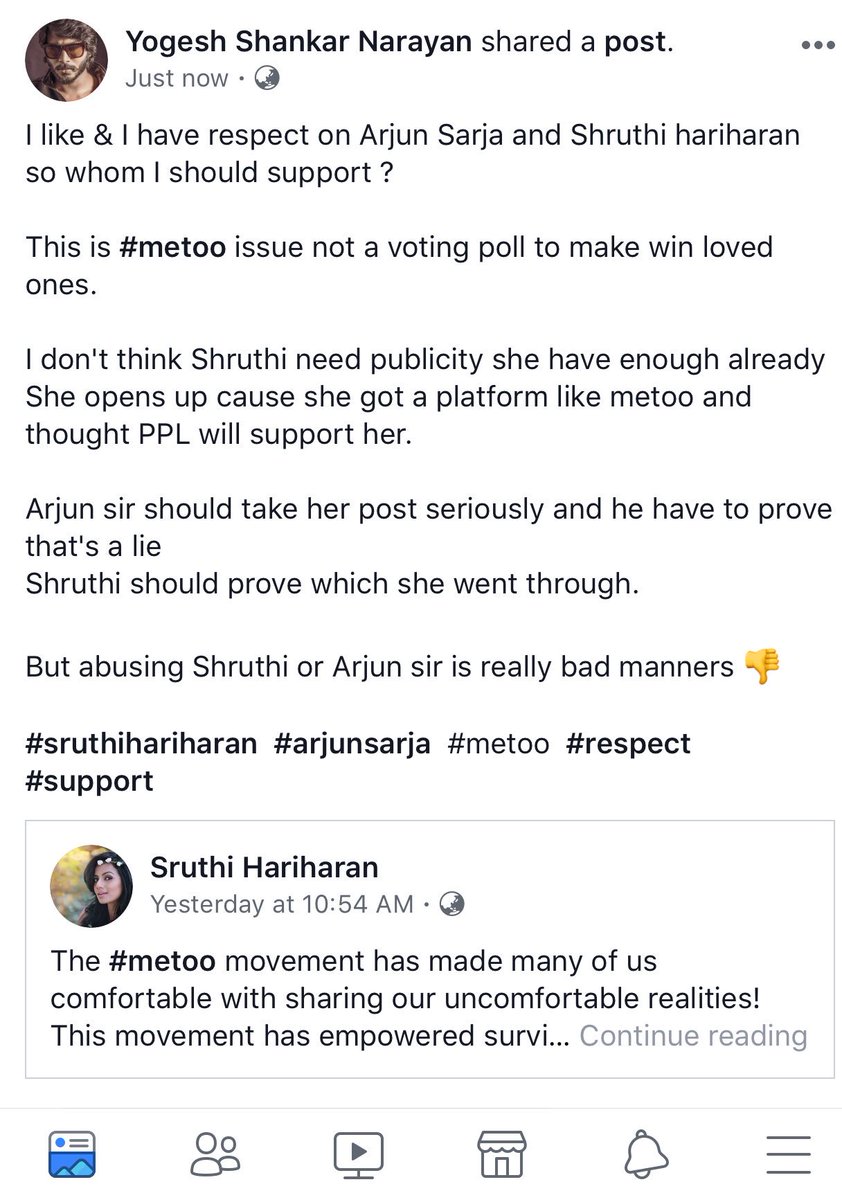 Yogesh Shankar Narayan shared a post.
Just now ·
I like & I have respect on Arjun Sarja and Shruthi hariharan
so whom I should support ?
This is #metoo issue not a voting poll to make win loved
ones.
I don't think Shruthi need publicity she have enough already
She opens up cause she got a platform like metoo and
thought PPL will support her.
Arjun sir should take her post seriously and he have to prove
that's a lie
Shruthi should prove which she went through.
But abusing Shruthi or Arjun sir is really bad manners 👎
#sruthihariharan #arjunsarja #metoo #respect
#support
Sruthi Hariharan
Yesterday at 10:54 AM ·
The #metoo movement has made many of us
comfortable with sharing our uncomfortable realities!
This movement has empowered survi... Continue reading